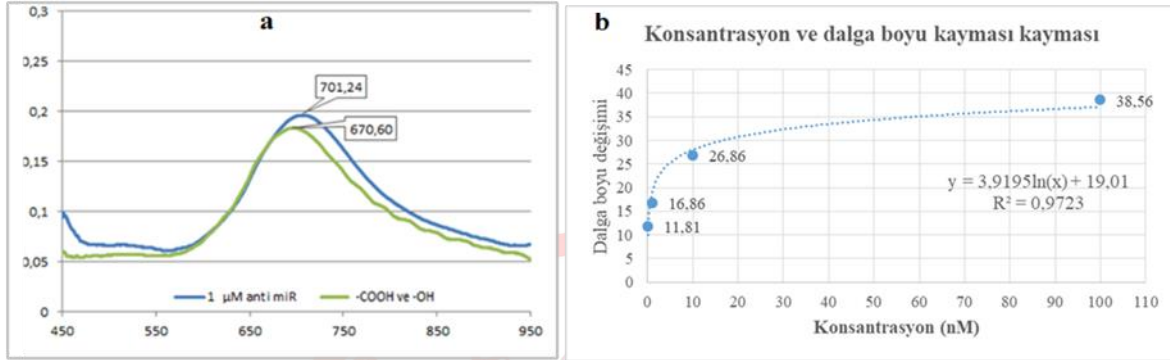 a
0,3
0,25
0,2
0,15
0,1
0,05
0
701,24
670,60
1 µM anti miR
-COOH ve -OH
450 550 650 750 850 950
b
Konsantrasyon ve dalga boyu kayması kayması
Dalga boyu değişimi
45
40
35
30
25
20
15
10
5
0
38,56
26,86
16,86
11,81
y = 3,9195ln(x) + 19,01
R² = 0,9723
0 10 20 30 40 50 60 70 80 90 100 110
Konsantrasyon (nM)